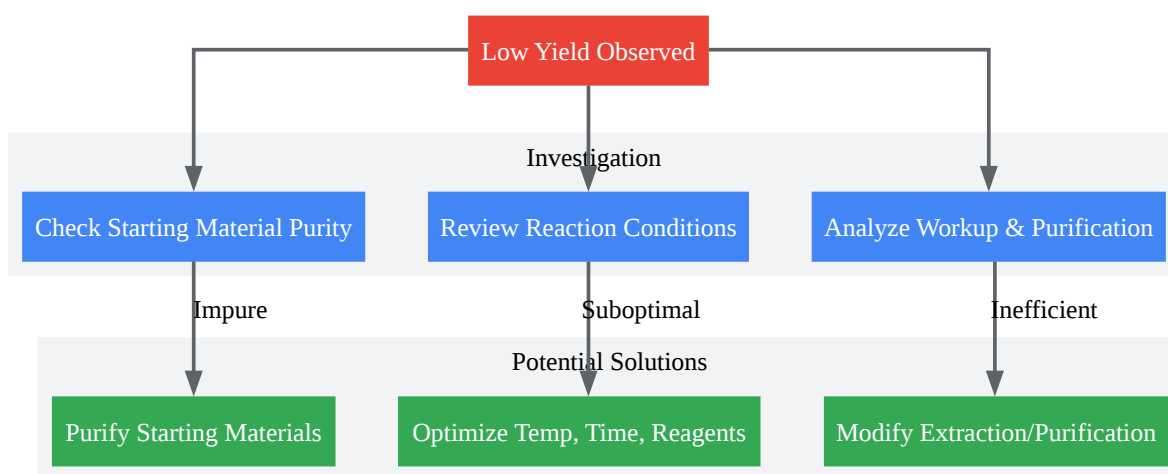 Low Yield Observed
Investigation
Check Starting Material Purity
Review Reaction Conditions
Analyze Workup & Purification
Impure
Suboptimal
Inefficient
Potential Solutions
Purify Starting Materials
Optimize Temp, Time, Reagents
Modify Extraction/Purification